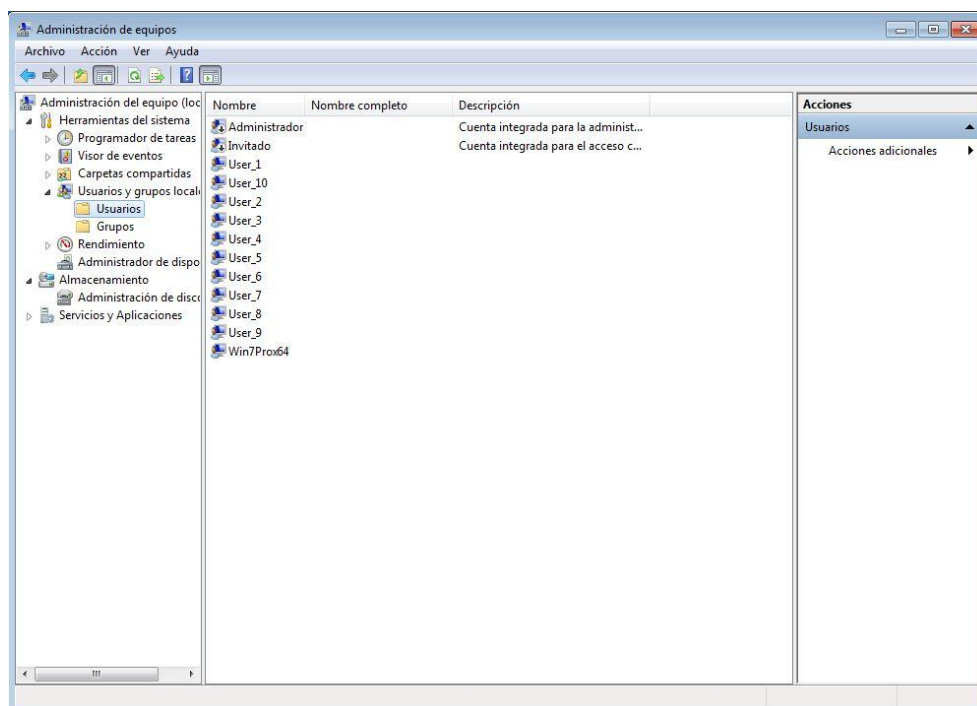 Administración de equipos
Archivo Acción Ver Ayuda
Administración del equipo (loc
Herramientas del sistema
Programador de tareas
Visor de eventos
Carpetas compartidas
Usuarios y grupos local
Usuarios
Grupos
Rendimiento
Administrador de dispo
Almacenamiento
Administración de disc
Servicios y Aplicaciones
Nombre Nombre completo Descripción
Administrador Cuenta integrada para la administ...
Invitado Cuenta integrada para el acceso c...
User_1
User_10
User_2
User_3
User_4
User_5
User_6
User_7
User_8
User_9
Win7Prox64
Acciones
Usuarios
Acciones adicionales